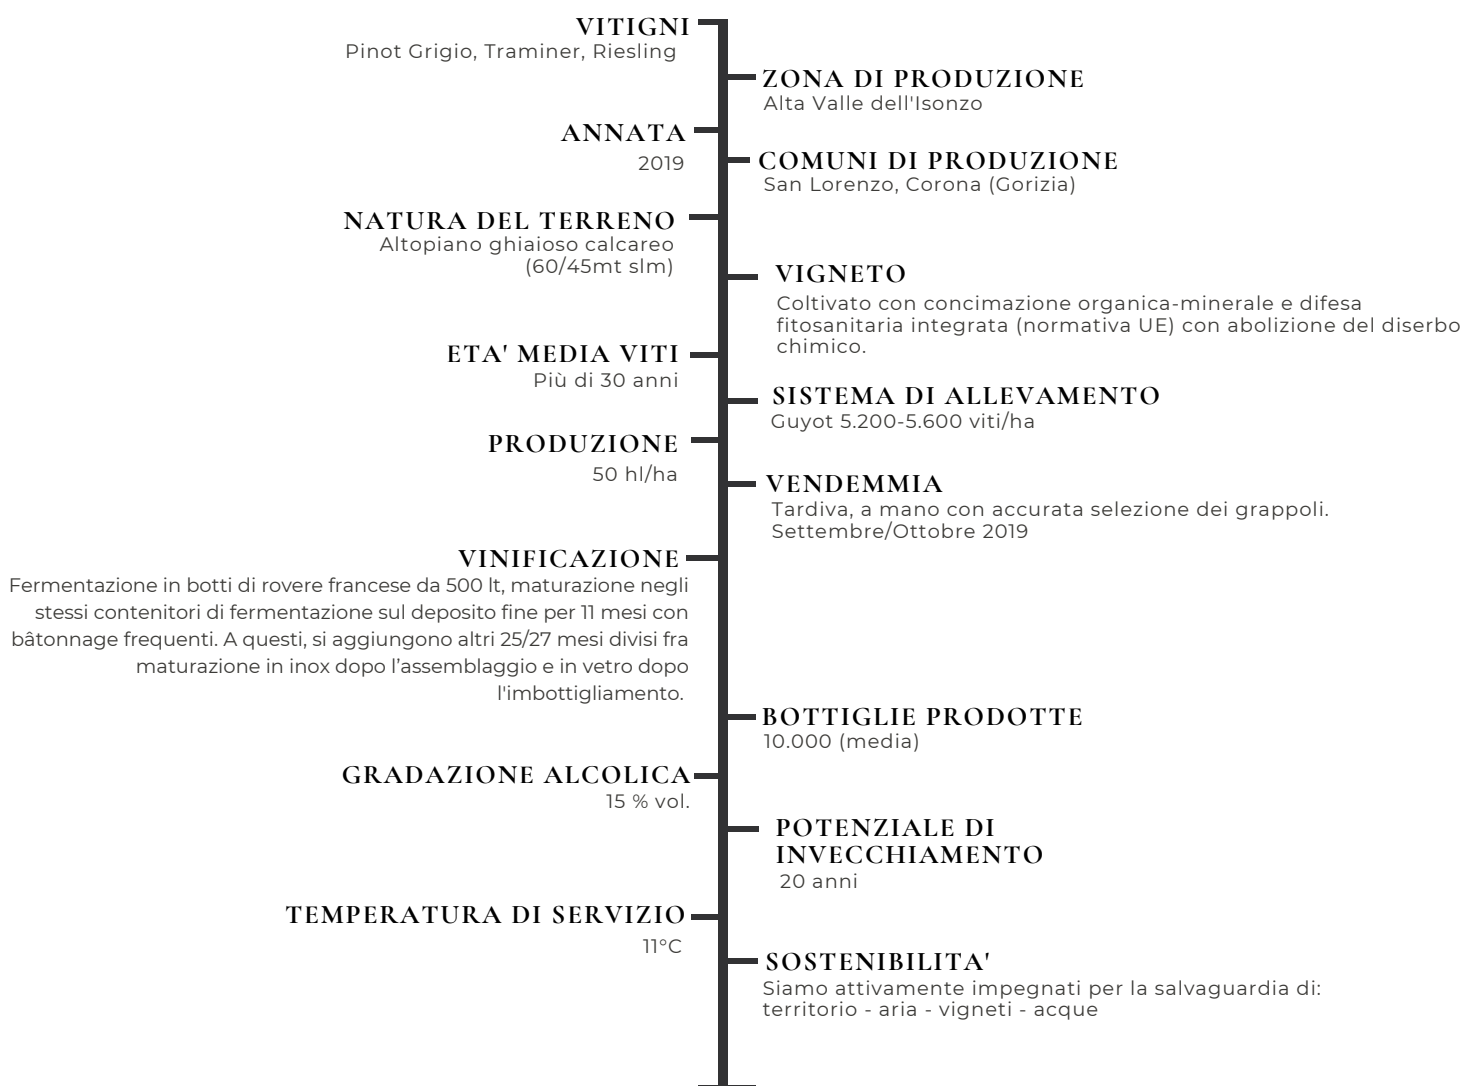 VITIGNI
Pinot Grigio, Traminer, Riesling
ZONA DI PRODUZIONE
Alta Valle dell'Isonzo
ANNATA
2019
COMUNI DI PRODUZIONE
San Lorenzo, Corona (Gorizia)
NATURA DEL TERRENO
Altopiano ghiaioso calcareo
(60/45mt slm)
VIGNETO
Coltivato con concimazione organica-minerale e difesa
fitosanitaria integrata (normativa UE) con abolizione del diserbo
chimico.
ETA' MEDIA VITI
Più di 30 anni
SISTEMA DI ALLEVAMENTO
Guyot 5.200-5.600 viti/ha
PRODUZIONE
50 hl/ha
VENDEMMIA
Tardiva, a mano con accurata selezione dei grappoli.
Settembre/Ottobre 2019
VINIFICAZIONE
Fermentazione in botti di rovere francese da 500 lt, maturazione negli
stessi contenitori di fermentazione sul deposito fine per 11 mesi con
bâtonnage frequenti. A questi, si aggiungono altri 25/27 mesi divisi fra
maturazione in inox dopo l’assemblaggio e in vetro dopo
l'imbottigliamento.
BOTTIGLIE PRODOTTE
10.000 (media)
GRADAZIONE ALCOLICA
15 % vol.
POTENZIALE DI
INVECCHIAMENTO
20 anni
TEMPERATURA DI SERVIZIO
11°C
SOSTENIBILITA'
Siamo attivamente impegnati per la salvaguardia di:
territorio - aria - vigneti - acque